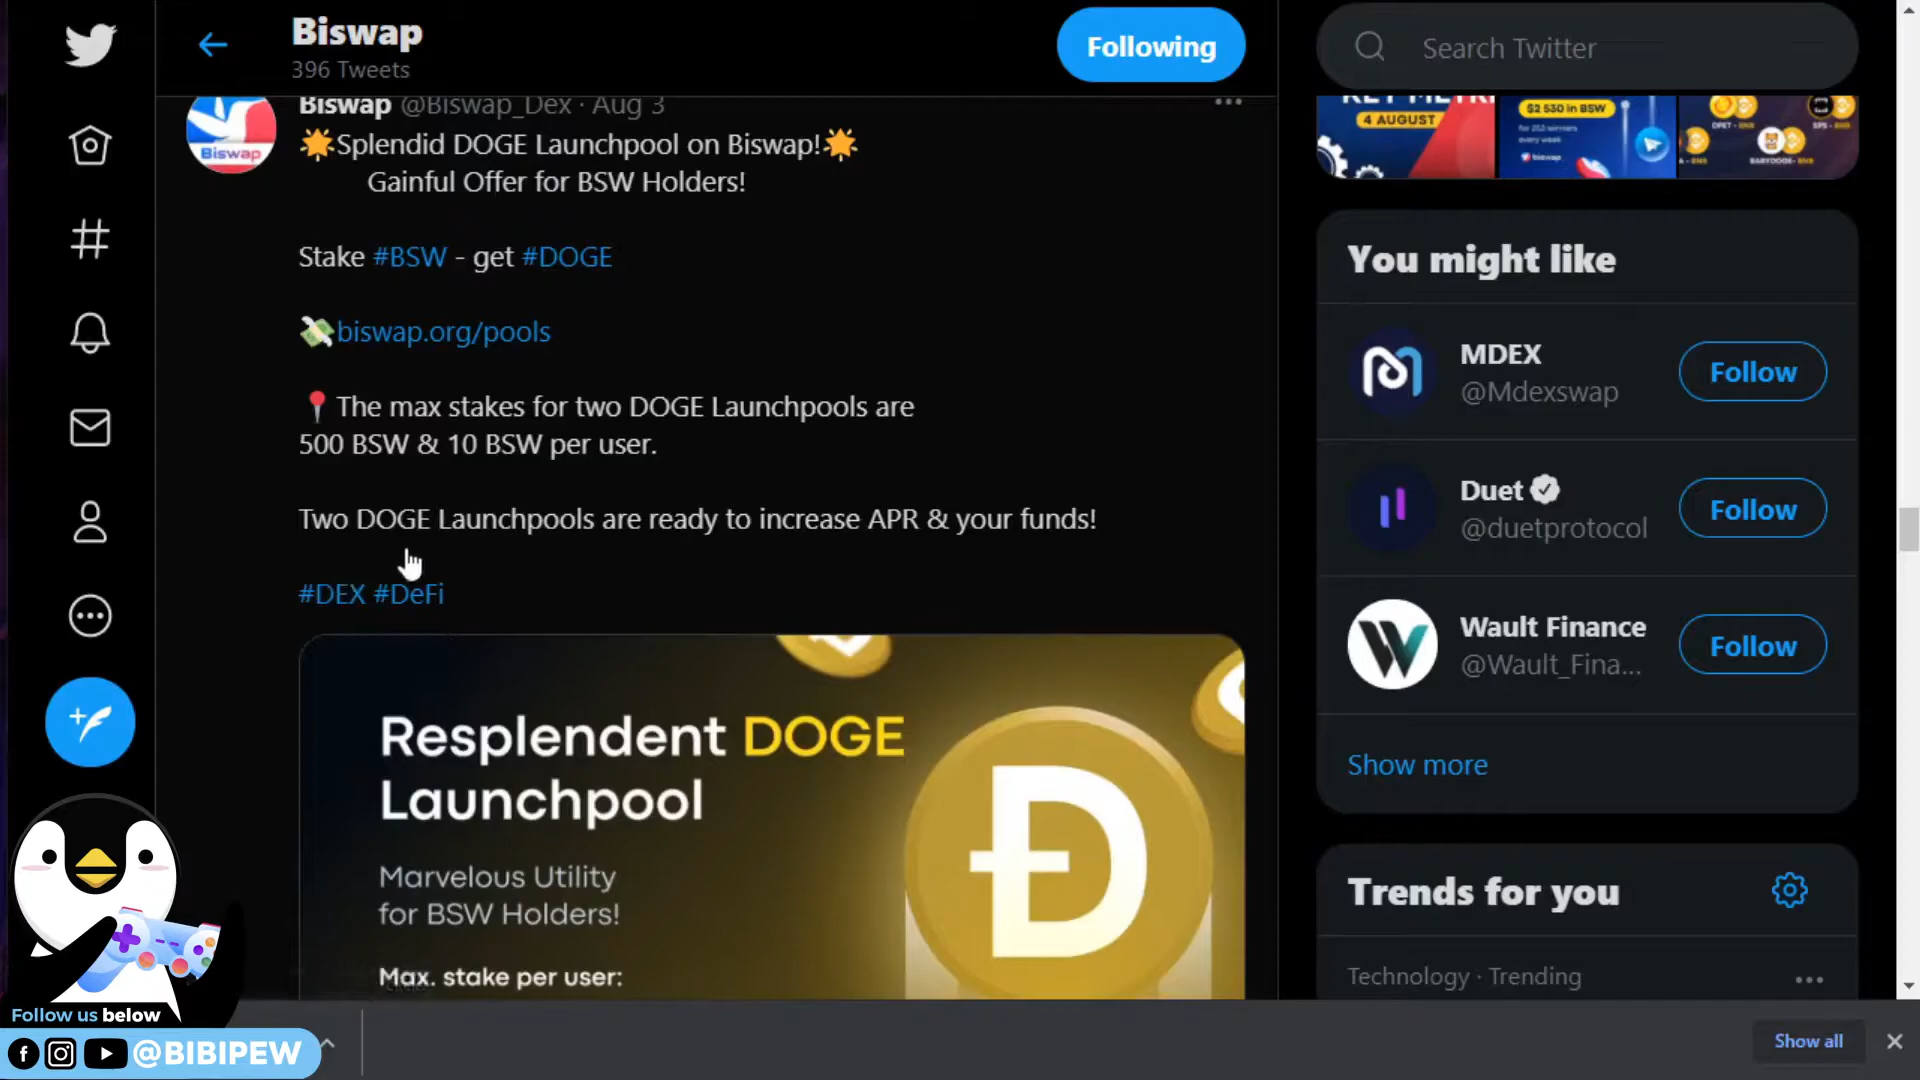 Biswap
396 Tweets
Following
Search Twitter
Biswap @Biswap_Dex · Aug 3
Biswap
🌟Splendid DOGE Launchpool on Biswap!🌟
Gainful Offer for BSW Holders!
Stake #BSW - get #DOGE
💸biswap.org/pools
📍 The max stakes for two DOGE Launchpools are
500 BSW & 10 BSW per user.
Two DOGE Launchpools are ready to increase APR & your funds!
#DEX #DeFi
Resplendent DOGE
Launchpool
Marvelous Utility
for BSW Holders!
Max. stake per user:
4 AUGUST
$2 530 in BSW
every week
biswap
You might like
MDEX
@Mdexswap
Follow
Duet
@duetprotocol
Follow
Wault Finance
@Wault_Fina...
Follow
Show more
Trends for you
Technology · Trending
Follow us below
@BIBIPEW
Show all